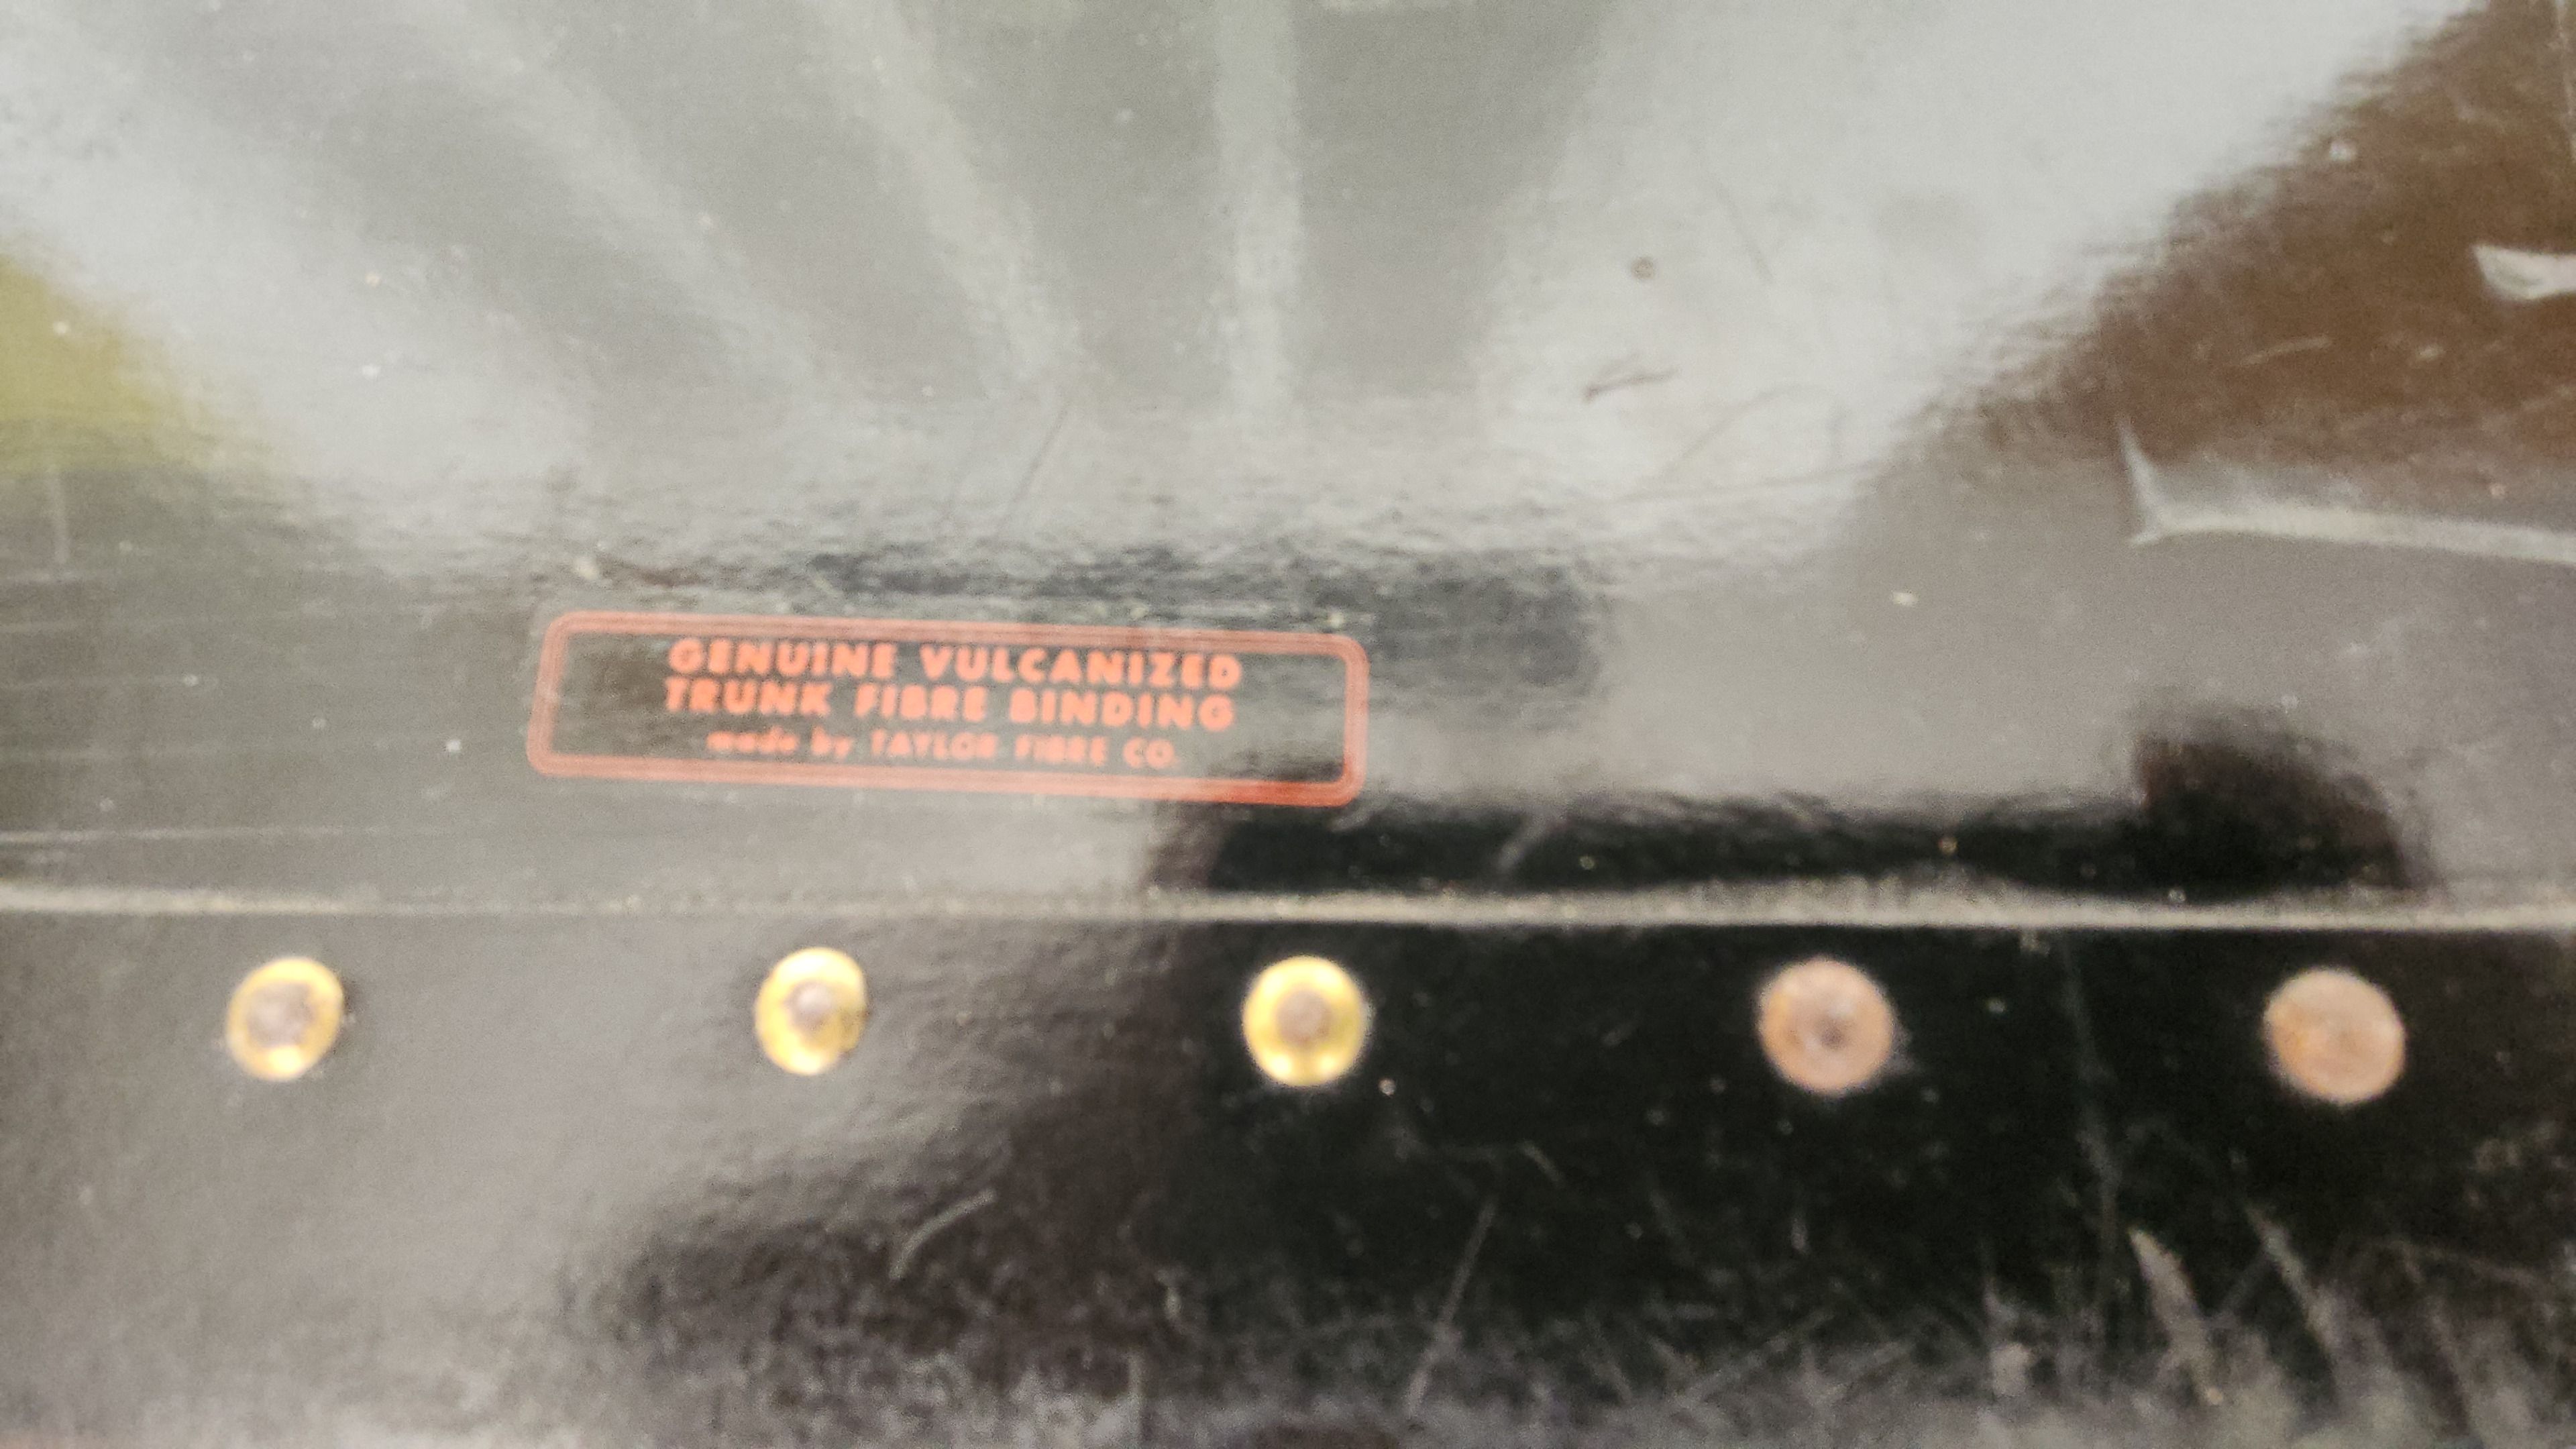 GENUINE VULCANIZED
TRUNK FIBRE BINDING
made by TAYLOR FIBRE CO.